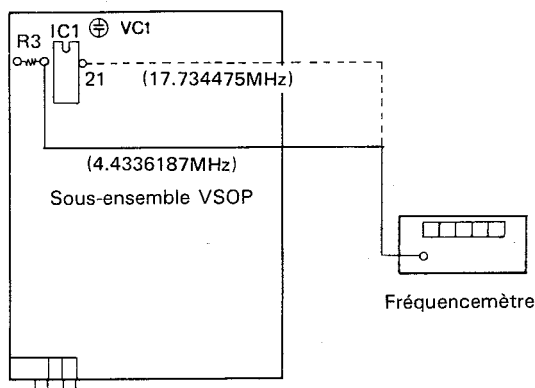 IC1 VC1
R3
21 (17.734475MHz)
(4.4336187MHz)
Sous-ensemble VSOP
Fréquencemètre